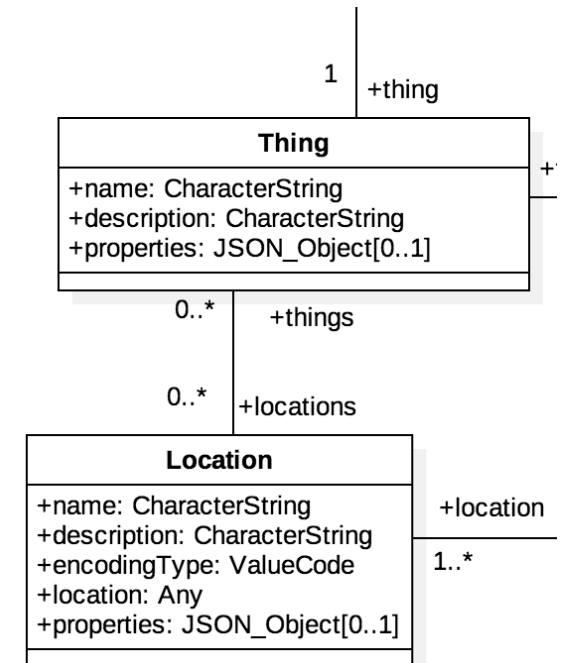 1
+thing
Thing
+
+name: CharacterString
+description: CharacterString
+properties: JSON_Object[0..1]
0..*
+things
0..*
+locations
Location
+name: CharacterString
+description: CharacterString
+encodingType: ValueCode
+location: Any
+properties: JSON_Object[0..1]
+location
1..*